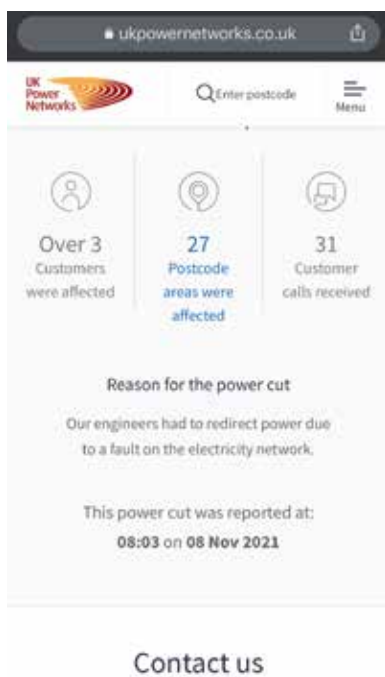 ukpowernetworks.co.uk
UK
Power
Networks
Enter postcode
Menu
Over 3
Customers
were affected
27
Postcode
areas were
affected
31
Customer
calls received
Reason for the power cut
Our engineers had to redirect power due
to a fault on the electricity network.
This power cut was reported at:
08:03 on 08 Nov 2021
Contact us